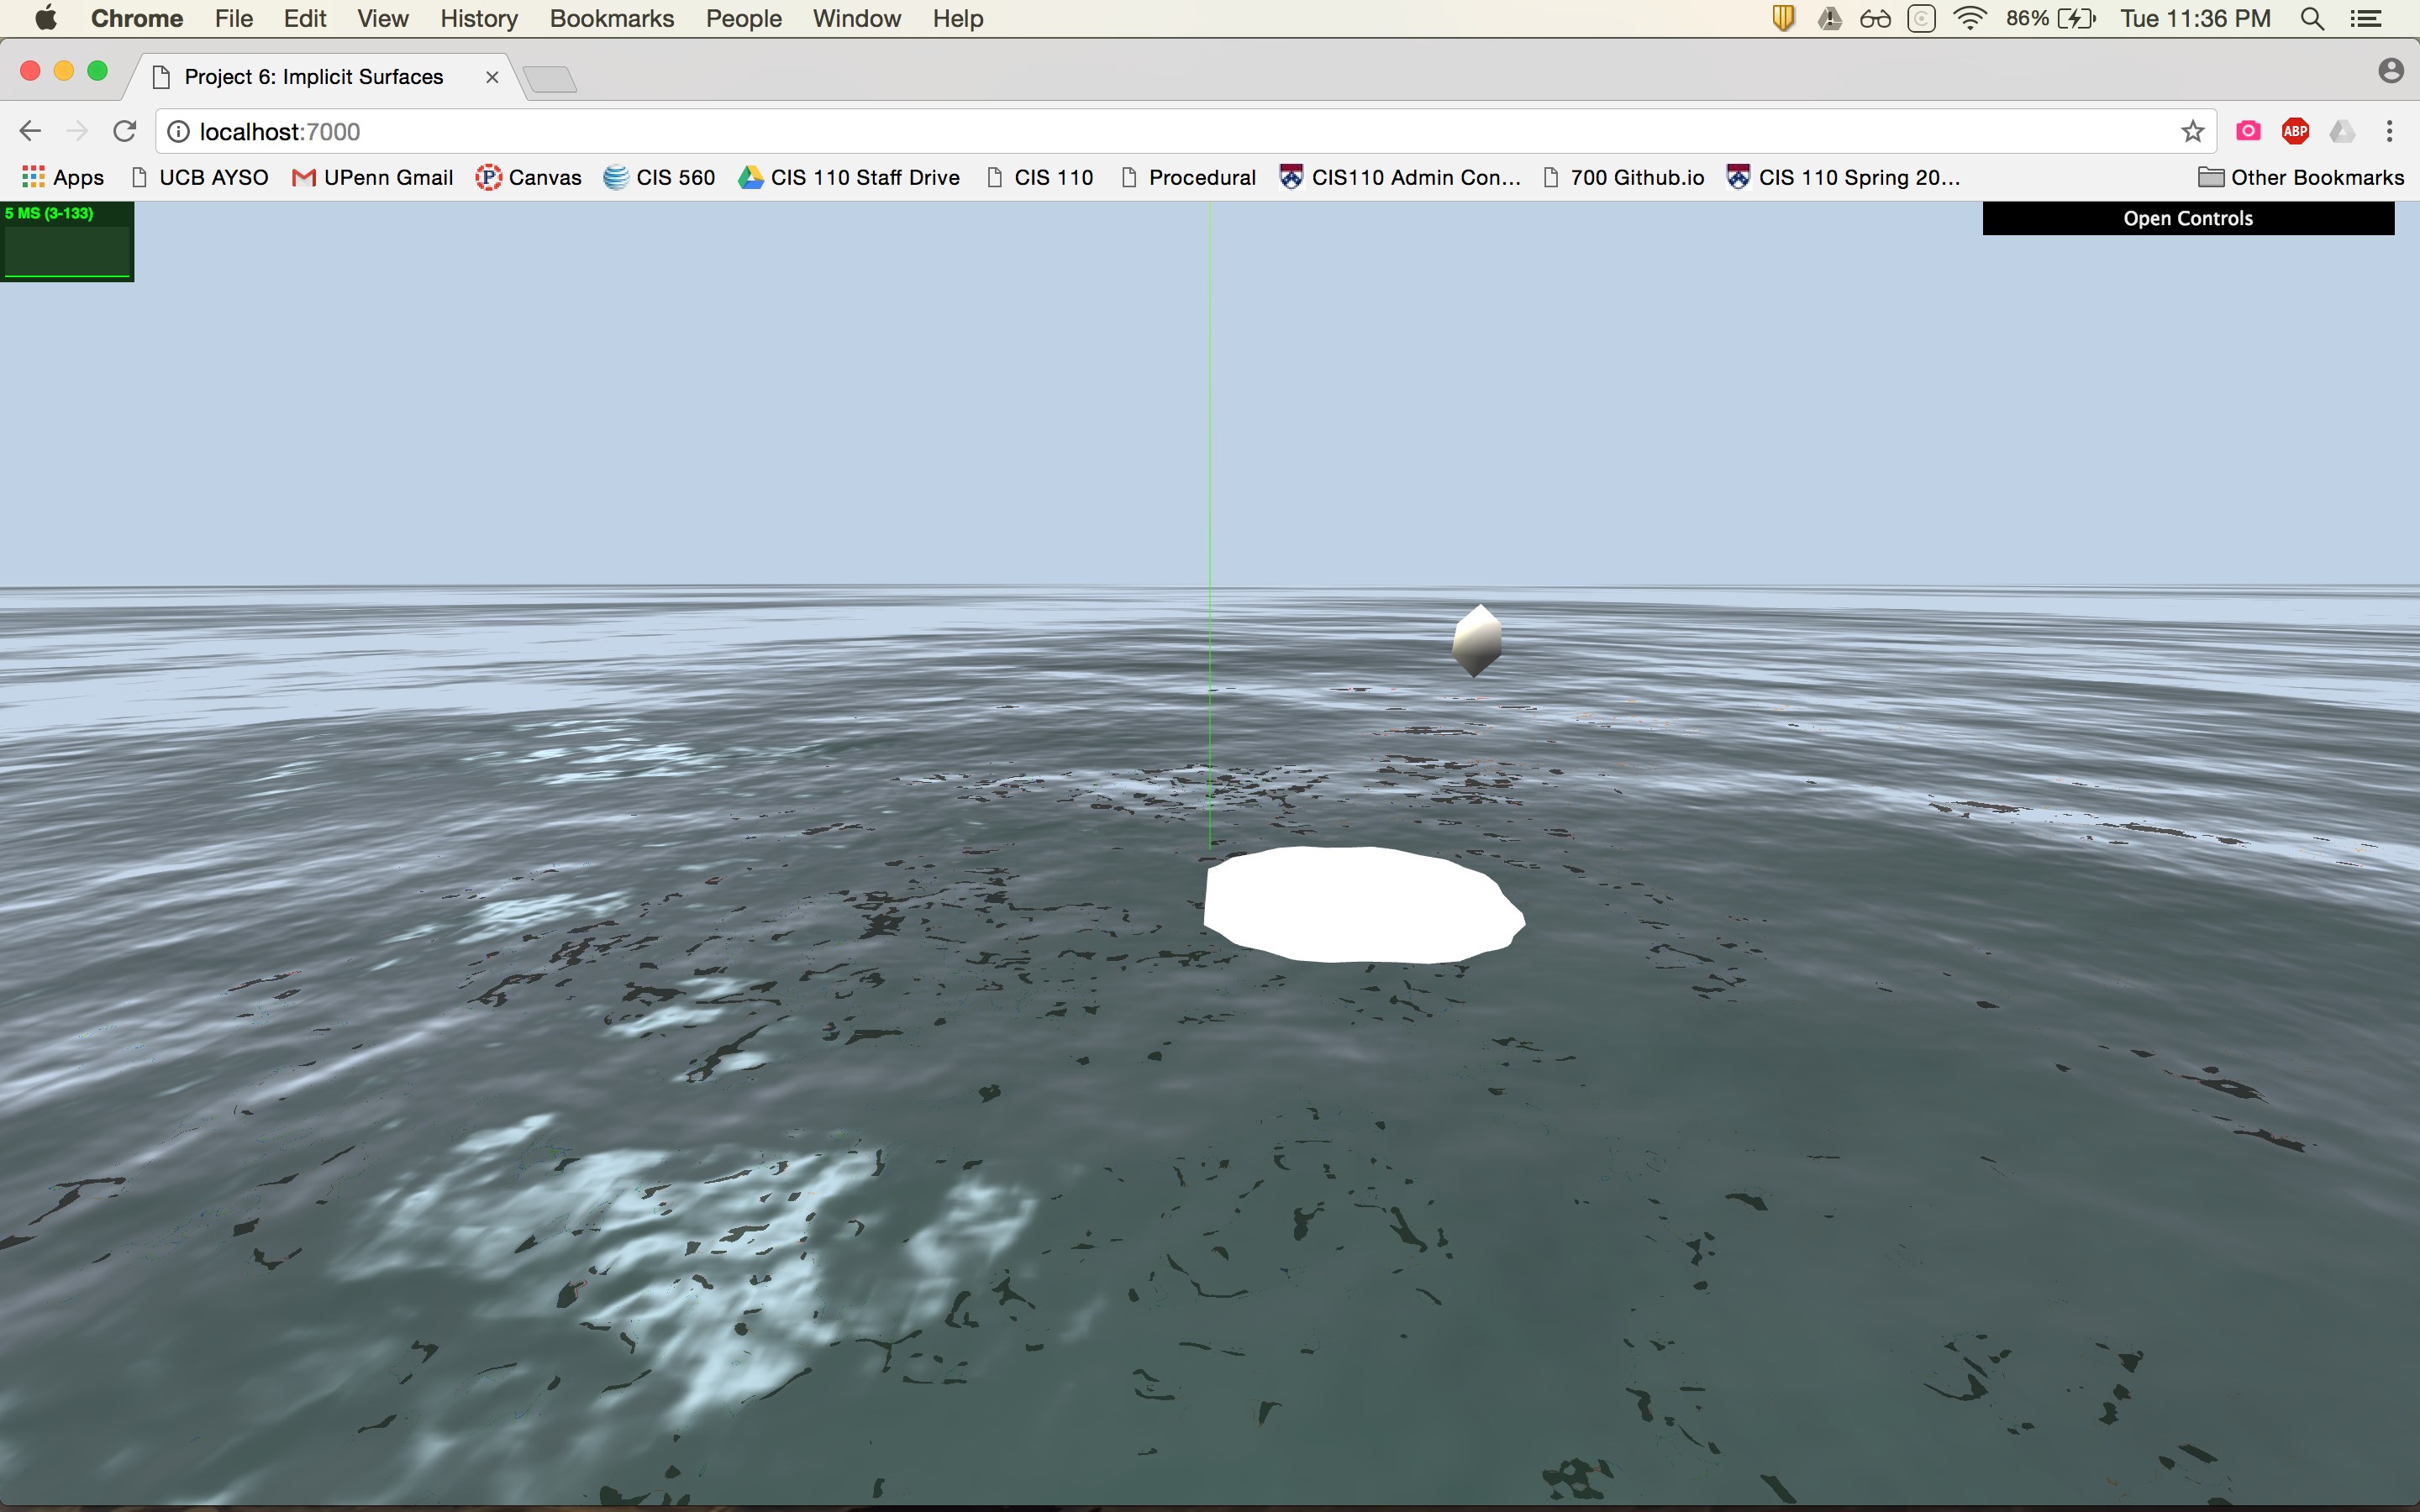 Chrome File Edit View History Bookmarks People Window Help 86% Tue 11:36 PM
Project 6: Implicit Surfaces
localhost:7000 ABP
Apps UCB AYSO UPenn Gmail Canvas CIS 560 CIS 110 Staff Drive CIS 110 Procedural CIS110 Admin Con... 700 Github.io CIS 110 Spring 20... Other Bookmarks
5 MS (3-133)
Open Controls